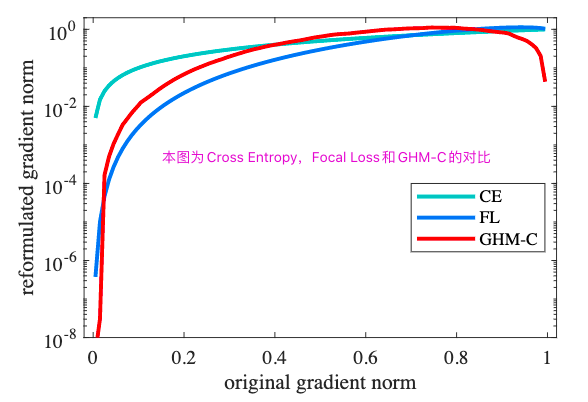 reformulated gradient norm
10^0
10^-2
10^-4
10^-6
10^-8
本图为Cross Entropy，Focal Loss和GHM-C的对比
CE
FL
GHM-C
0
0.2
0.4
0.6
0.8
1
original gradient norm